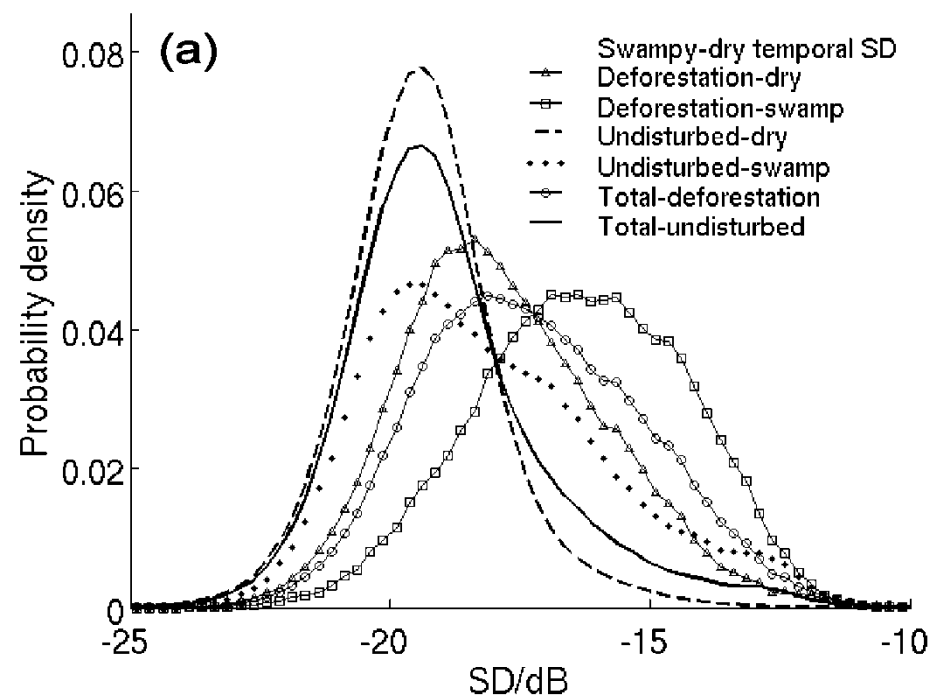 (a)
Swampy-dry temporal SD
Deforestation-dry
Deforestation-swamp
Undisturbed-dry
Undisturbed-swamp
Total-deforestation
Total-undisturbed
Probability density
0.08
0.06
0.04
0.02
0
-25 -20 -15 -10
SD/dB